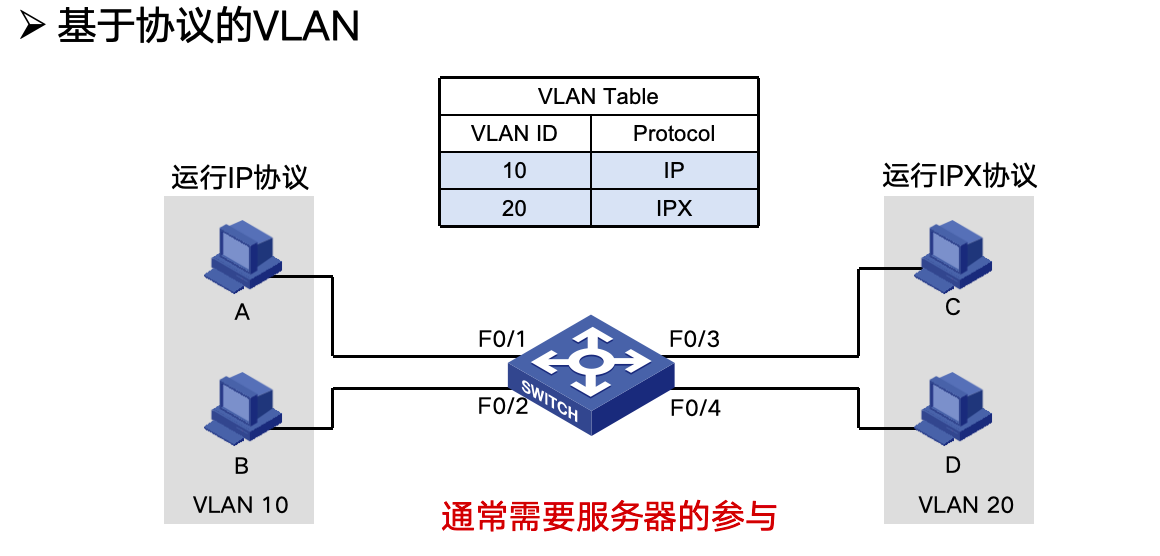 基于协议的VLAN
VLAN Table
VLAN ID Protocol
10 IP
20 IPX
运行IP协议
运行IPX协议
A
C
F0/1
F0/3
SWITCH
F0/2
F0/4
B
D
VLAN 10
VLAN 20
通常需要服务器的参与